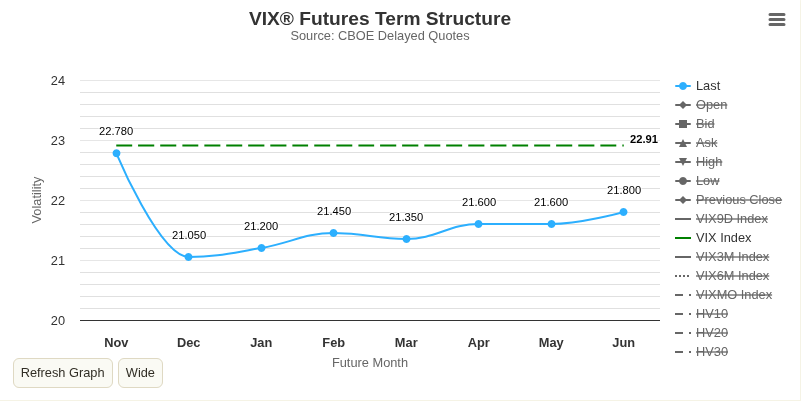 VIX® Futures Term Structure
Source: CBOE Delayed Quotes
24
23
22
21
20
Volatility
22.780
21.050
21.200
21.450
21.350
21.600
21.600
21.800
22.91
Nov Dec Jan Feb Mar Apr May Jun
Future Month
Last
Open
Bid
Ask
High
Low
Previous Close
VIX9D Index
VIX Index
VIX3M Index
VIX6M Index
VIXMO Index
HV10
HV20
HV30
Refresh Graph Wide